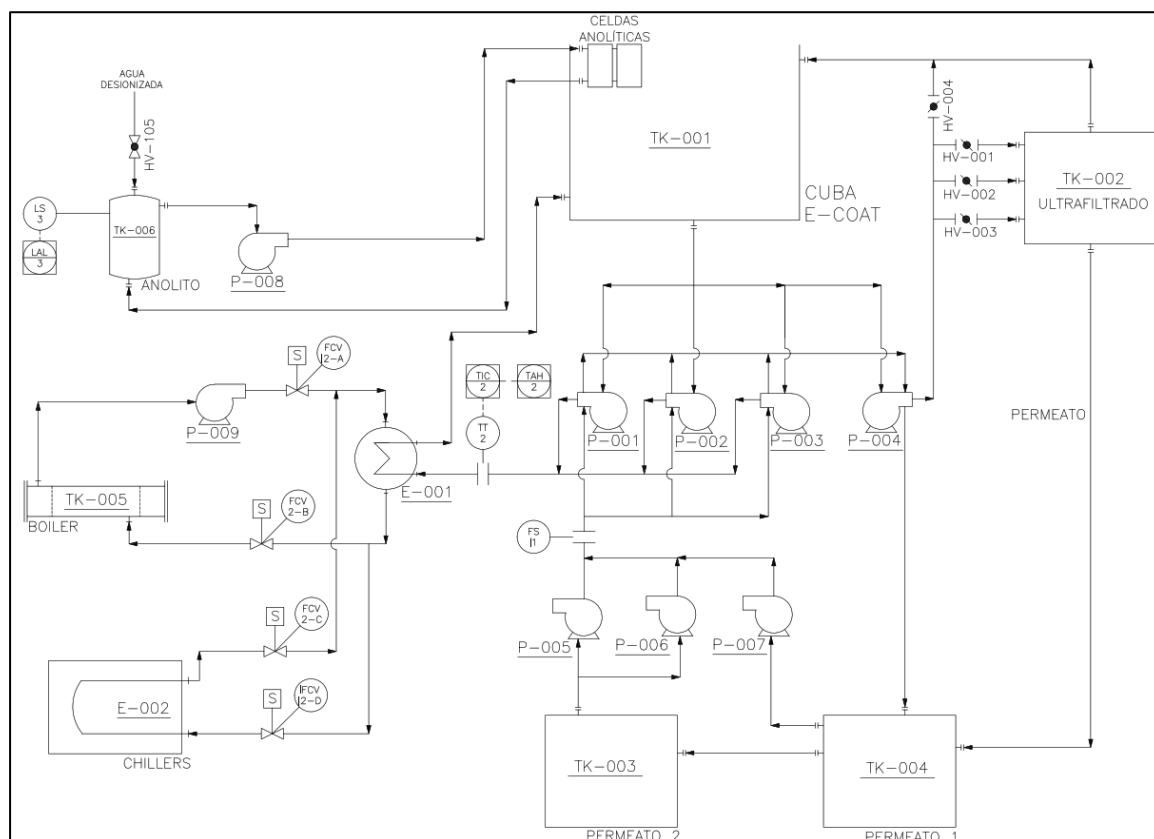 CELDAS
ANOLÍTICAS
AGUA
DESIONIZADA
HV-105
LS
3
LAL
3
TK-006
ANOLITO
P-008
TK-001
CUBA
E-COAT
HV-004
HV-001
HV-002
HV-003
TK-002
ULTRAFILTRADO
PERMEATO
S
FCV
2-A
P-009
TIC
2
TAH
2
TT
2
E-001
P-001
P-002
P-003
P-004
TK-005
BOILER
S
FCV
2-B
FS
I1
S
FCV
2-C
P-005
P-006
P-007
E-002
CHILLERS
S
FCV
2-D
TK-003
PERMEATO 2
TK-004
PERMEATO 1